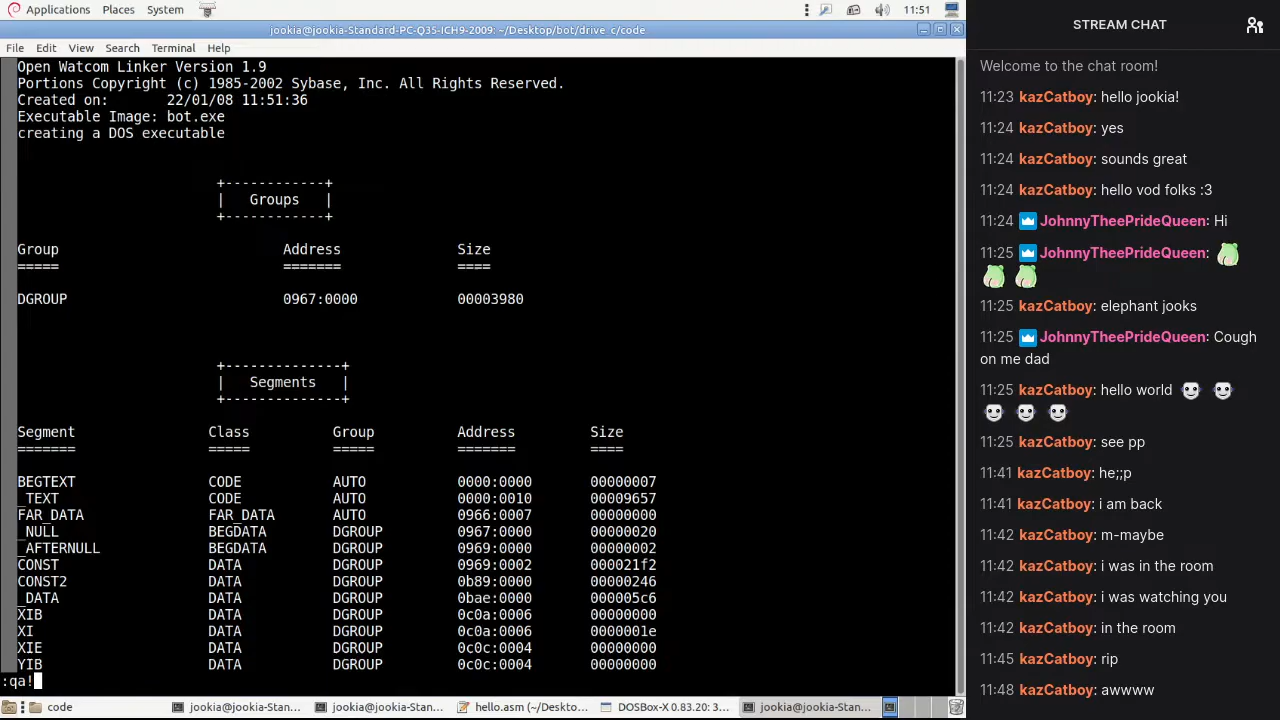 Applications Places System 11:51
jookia@jookia-Standard-PC-Q35-ICH9-2009: ~/Desktop/bot/drive_c/code
File Edit View Search Terminal Help
Open Watcom Linker Version 1.9
Portions Copyright (c) 1985-2002 Sybase, Inc. All Rights Reserved.
Created on: 22/01/08 11:51:36
Executable Image: bot.exe
creating a DOS executable
+------------+
| Groups |
+------------+
Group Address Size
===== ======= ====
DGROUP 0967:0000 00003980
+--------------+
| Segments |
+--------------+
Segment Class Group Address Size
======= ===== ===== ======= ====
BEGTEXT CODE AUTO 0000:0000 00000007
_TEXT CODE AUTO 0000:0010 00009657
FAR_DATA FAR_DATA AUTO 0966:0007 00000000
_NULL BEGDATA DGROUP 0967:0000 00000020
_AFTERNULL BEGDATA DGROUP 0969:0000 00000002
CONST DATA DGROUP 0969:0002 000021f2
CONST2 DATA DGROUP 0b89:0000 00000246
_DATA DATA DGROUP 0bae:0000 000005c6
XIB DATA DGROUP 0c0a:0006 00000000
XI DATA DGROUP 0c0a:0006 0000001e
XIE DATA DGROUP 0c0c:0004 00000000
YIB DATA DGROUP 0c0c:0004 00000000
:qa!
code jookia@jookia-Stan... jookia@jookia-Stan... hello.asm (~/Deskto... DOSBox-X 0.83.20: 3... jookia@jookia-Stan...
STREAM CHAT
Welcome to the chat room!
11:23 kazCatboy: hello jookia!
11:24 kazCatboy: yes
11:24 kazCatboy: sounds great
11:24 kazCatboy: hello vod folks :3
11:24 JohnnyTheePrideQueen: Hi
11:25 JohnnyTheePrideQueen:
11:25 kazCatboy: elephant jooks
11:25 JohnnyTheePrideQueen: Cough
on me dad
11:25 kazCatboy: hello world
11:25 kazCatboy: see pp
11:41 kazCatboy: he;;p
11:41 kazCatboy: i am back
11:42 kazCatboy: m-maybe
11:42 kazCatboy: i was in the room
11:42 kazCatboy: i was watching you
11:42 kazCatboy: in the room
11:45 kazCatboy: rip
11:48 kazCatboy: awwww